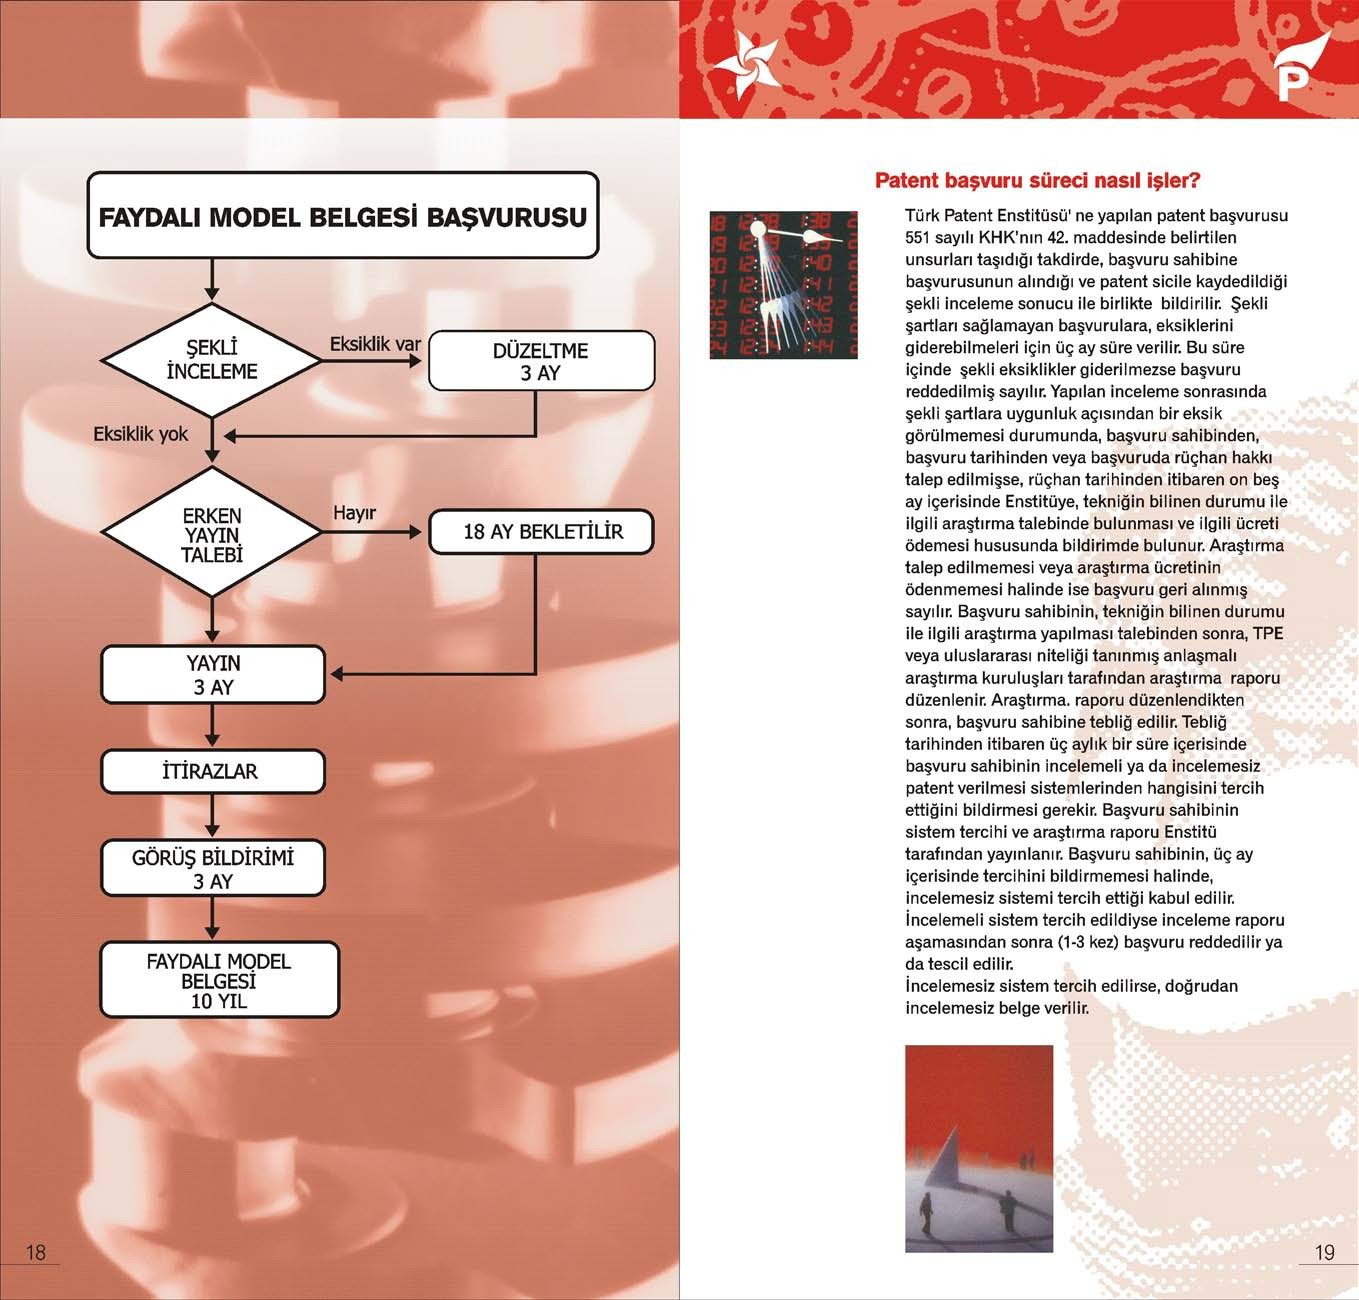 FAYDALI MODEL BELGESİ BAŞVURUSU
ŞEKLİ
İNCELEME
Eksiklik var
DÜZELTME
3 AY
Eksiklik yok
ERKEN
YAYIN
TALEBİ
Hayır
18 AY BEKLETİLİR
YAYIN
3 AY
İTİRAZLAR
GÖRÜŞ BİLDİRİMİ
3 AY
FAYDALI MODEL
BELGESİ
10 YIL
18
P
Patent başvuru süreci nasıl işler?
Türk Patent Enstitüsü' ne yapılan patent başvurusu
551 sayılı KHK'nın 42. maddesinde belirtilen
unsurları taşıdığı takdirde, başvuru sahibine
başvurusunun alındığı ve patent sicile kaydedildiği
şekli inceleme sonucu ile birlikte bildirilir. Şekli
şartları sağlamayan başvurulara, eksiklerini
giderebilmeleri için üç ay süre verilir. Bu süre
içinde şekli eksiklikler giderilmezse başvuru
reddedilmiş sayılır. Yapılan inceleme sonrasında
şekli şartlara uygunluk açısından bir eksik
görülmemesi durumunda, başvuru sahibinden,
başvuru tarihinden veya başvuruda rüçhan hakkı
talep edilmişse, rüçhan tarihinden itibaren on beş
ay içerisinde Enstitüye, tekniğin bilinen durumu ile
ilgili araştırma talebinde bulunması ve ilgili ücreti
ödemesi hususunda bildirimde bulunur. Araştırma
talep edilmemesi veya araştırma ücretinin
ödenmemesi halinde ise başvuru geri alınmış
sayılır. Başvuru sahibinin, tekniğin bilinen durumu
ile ilgili araştırma yapılması talebinden sonra, TPE
veya uluslararası niteliği tanınmış anlaşmalı
araştırma kuruluşları tarafından araştırma raporu
düzenlenir. Araştırma. raporu düzenlendikten
sonra, başvuru sahibine tebliğ edilir. Tebliğ
tarihinden itibaren üç aylık bir süre içerisinde
başvuru sahibinin incelemeli ya da incelemesiz
patent verilmesi sistemlerinden hangisini tercih
ettiğini bildirmesi gerekir. Başvuru sahibinin
sistem tercihi ve araştırma raporu Enstitü
tarafından yayınlanır. Başvuru sahibinin, üç ay
içerisinde tercihini bildirmemesi halinde,
incelemesiz sistemi tercih ettiği kabul edilir.
İncelemeli sistem tercih edildiyse inceleme raporu
aşamasından sonra (1-3 kez) başvuru reddedilir ya
da tescil edilir.
İncelemesiz sistem tercih edilirse, doğrudan
incelemesiz belge verilir.
19